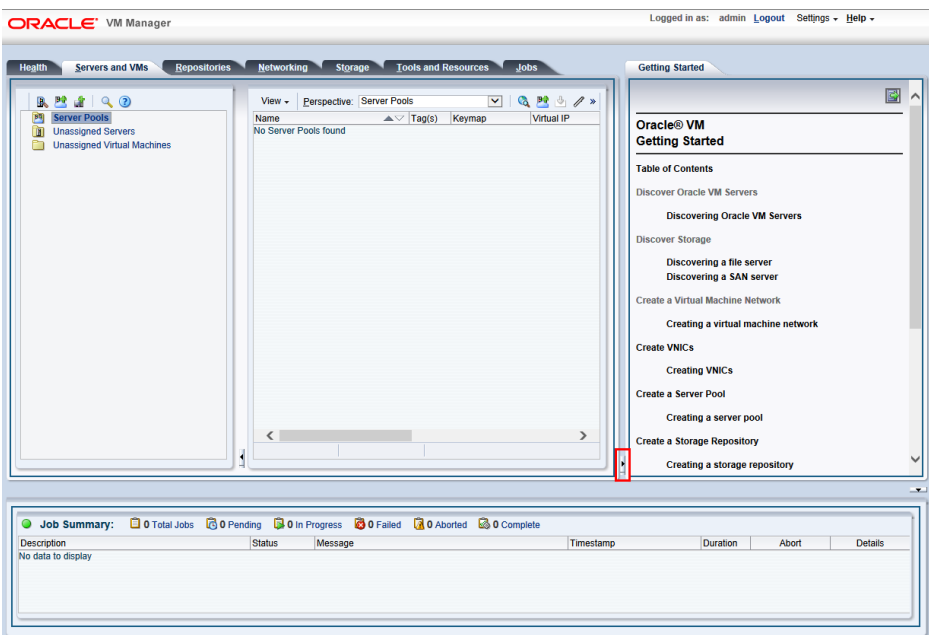 ORACLE® VM Manager
Logged in as: admin Logout Settings Help
Health Servers and VMs Repositories Networking Storage Tools and Resources Jobs
Getting Started
View Perspective: Server Pools »
Server Pools
Unassigned Servers
Unassigned Virtual Machines
Name Tag(s) Keymap Virtual IP
No Server Pools found
Oracle® VM
Getting Started
Table of Contents
Discover Oracle VM Servers
Discovering Oracle VM Servers
Discover Storage
Discovering a file server
Discovering a SAN server
Create a Virtual Machine Network
Creating a virtual machine network
Create VNICs
Creating VNICs
Create a Server Pool
Creating a server pool
Create a Storage Repository
Creating a storage repository
Job Summary: 0 Total Jobs 0 Pending 0 In Progress 0 Failed 0 Aborted 0 Complete
Description Status Message Timestamp Duration Abort Details
No data to display